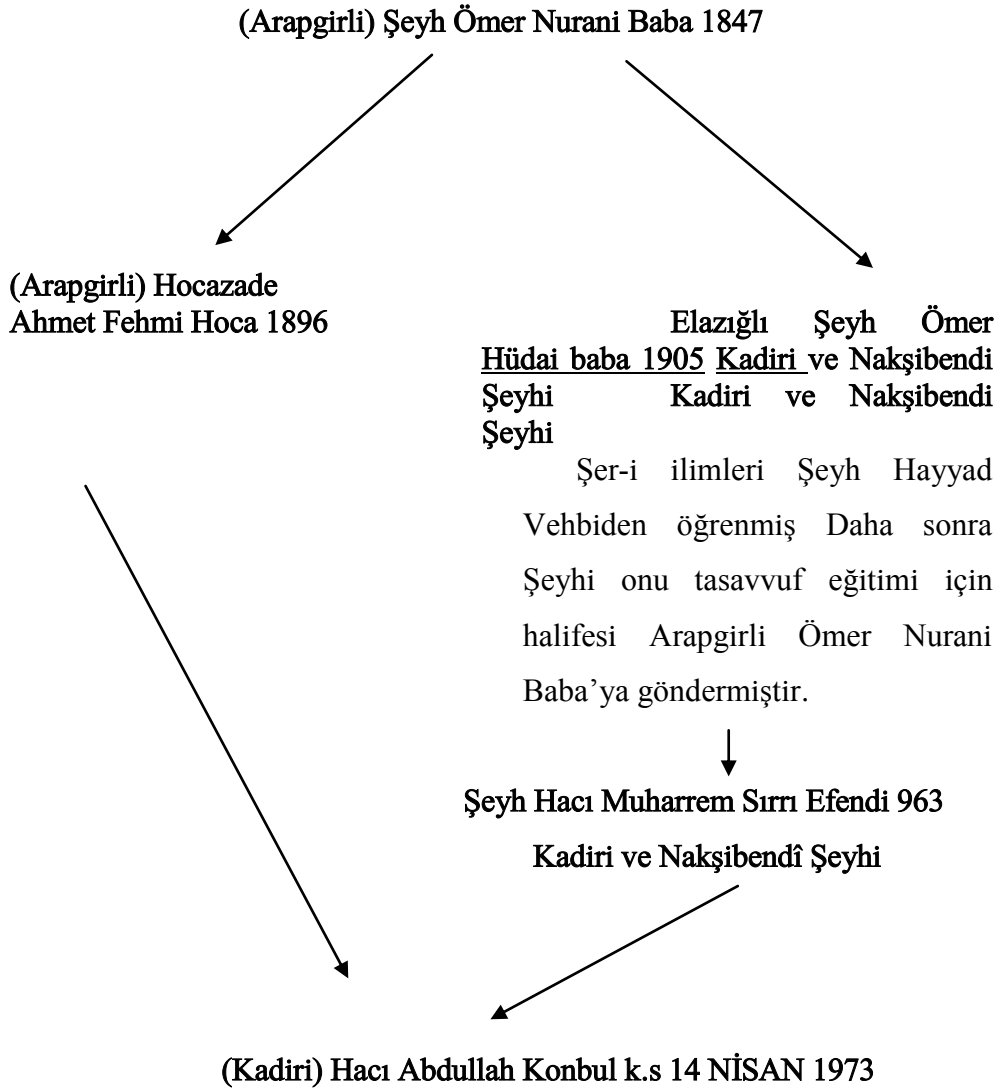 (Arapgirli) Şeyh Ömer Nurani Baba 1847
(Arapgirli) Hocazade
Ahmet Fehmi Hoca 1896
Elazığlı Şeyh Ömer
Hüdai baba 1905 Kadiri ve Nakşibendi
Şeyhi Kadiri ve Nakşibendi
Şeyhi
Şer-i ilimleri Şeyh Hayyad
Vehbiden öğrenmiş Daha sonra
Şeyhi onu tasavvuf eğitimi için
halifesi Arapgirli Ömer Nurani
Baba’ya göndermiştir.
Şeyh Hacı Muharrem Sırrı Efendi 963
Kadiri ve Nakşibendî Şeyhi
(Kadiri) Hacı Abdullah Konbul k.s 14 NİSAN 1973